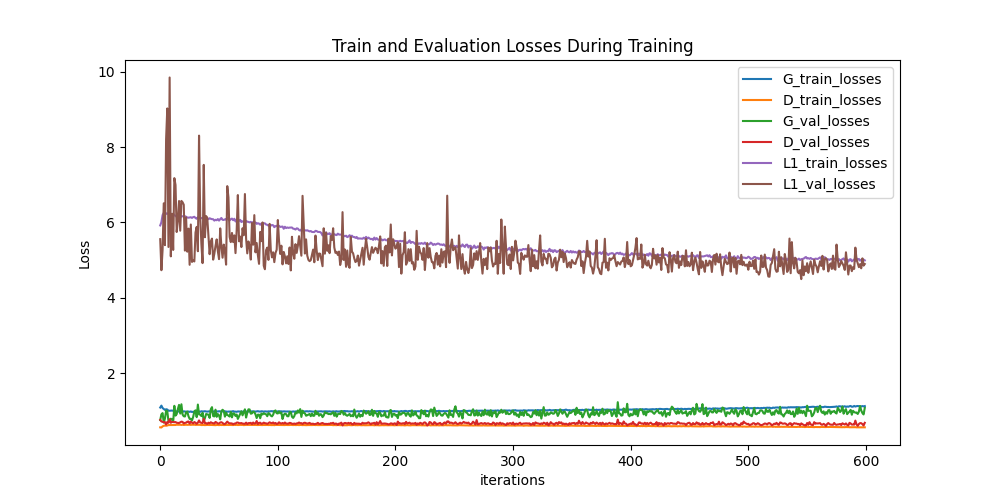 Train and Evaluation Losses During Training
G_train_losses
D_train_losses
G_val_losses
D_val_losses
L1_train_losses
L1_val_losses
Loss
10
8
6
4
2
0 100 200 300 400 500 600
iterations